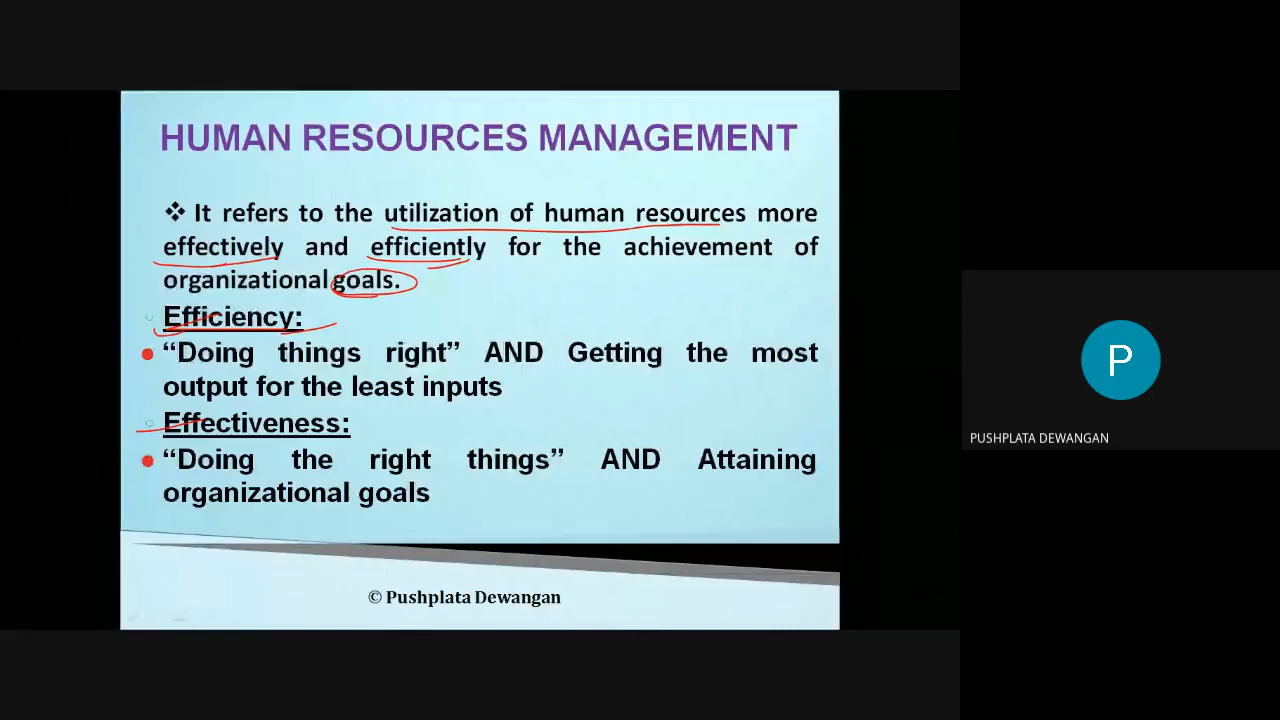 HUMAN RESOURCES MANAGEMENT
❖ It refers to the utilization of human resources more
effectively and efficiently for the achievement of
organizational goals.
Efficiency:
• “Doing things right” AND Getting the most
output for the least inputs
Effectiveness:
• “Doing the right things” AND Attaining
organizational goals
© Pushplata Dewangan
P
PUSHPLATA DEWANGAN